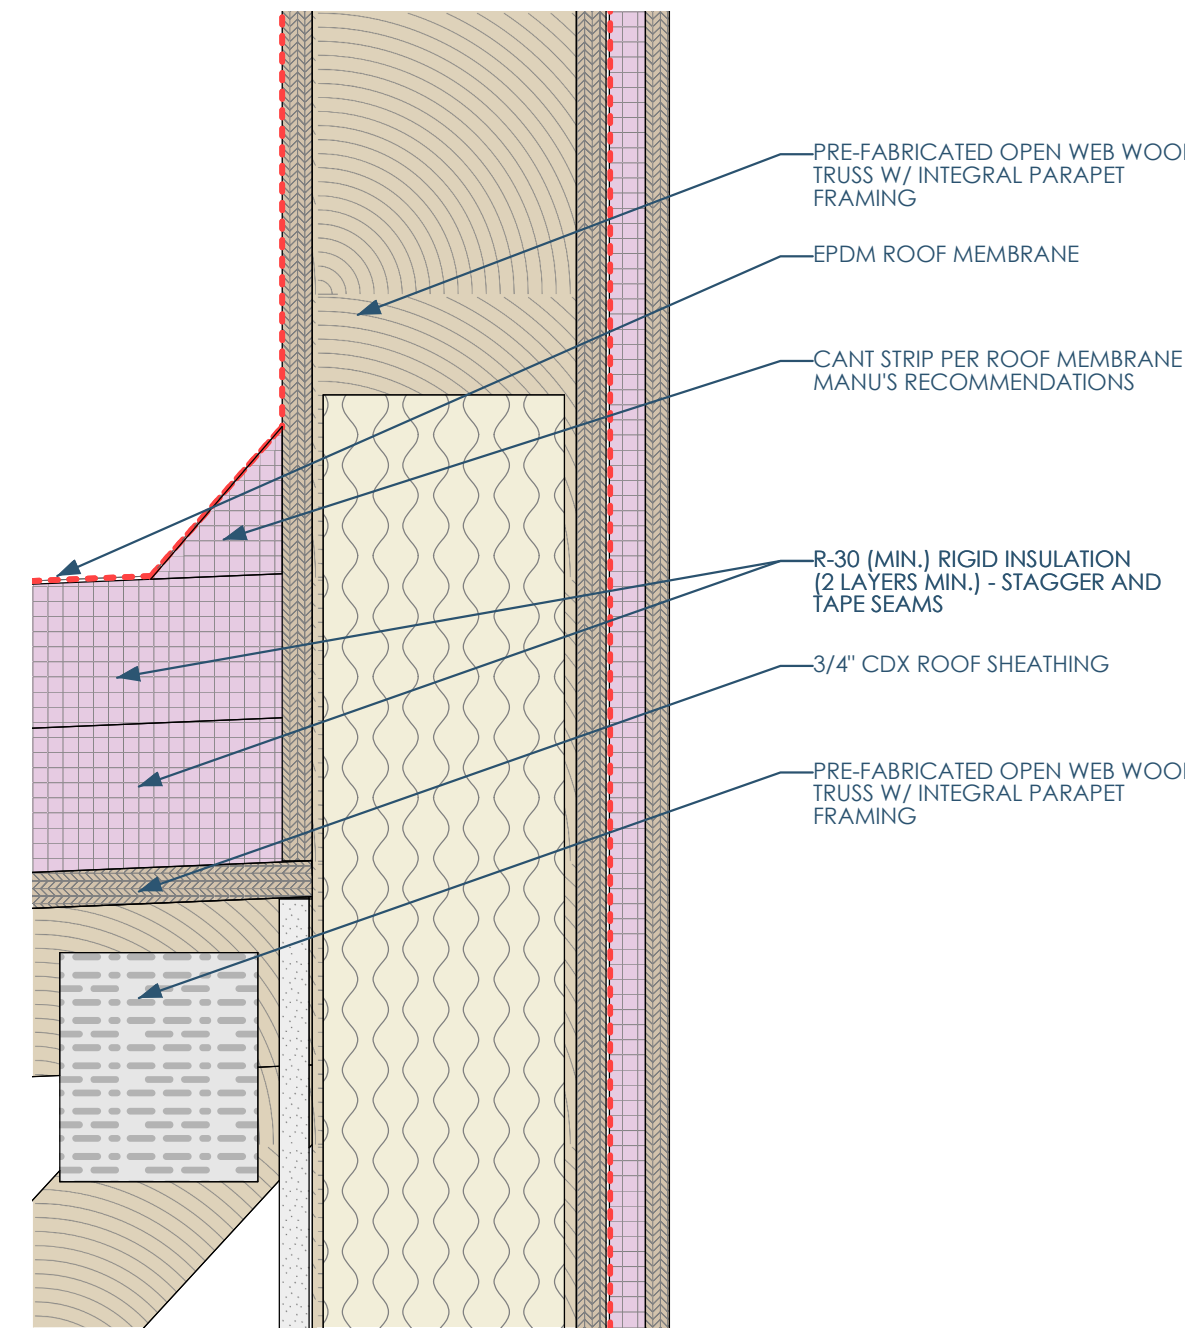 PRE-FABRICATED OPEN WEB
TRUSS W/ INTEGRAL PARAPET
FRAMING
EPDM ROOF MEMBRANE
CANT STRIP PER ROOF MEMBRANE
MANU'S RECOMMENDATIONS
R-30 (MIN.) RIGID INSULATION
(2 LAYERS MIN.) - STAGGER AND
TAPE SEAMS
3/4" CDX ROOF SHEATHING
PRE-FABRICATED OPEN WEB
TRUSS W/ INTEGRAL PARAPET
FRAMING